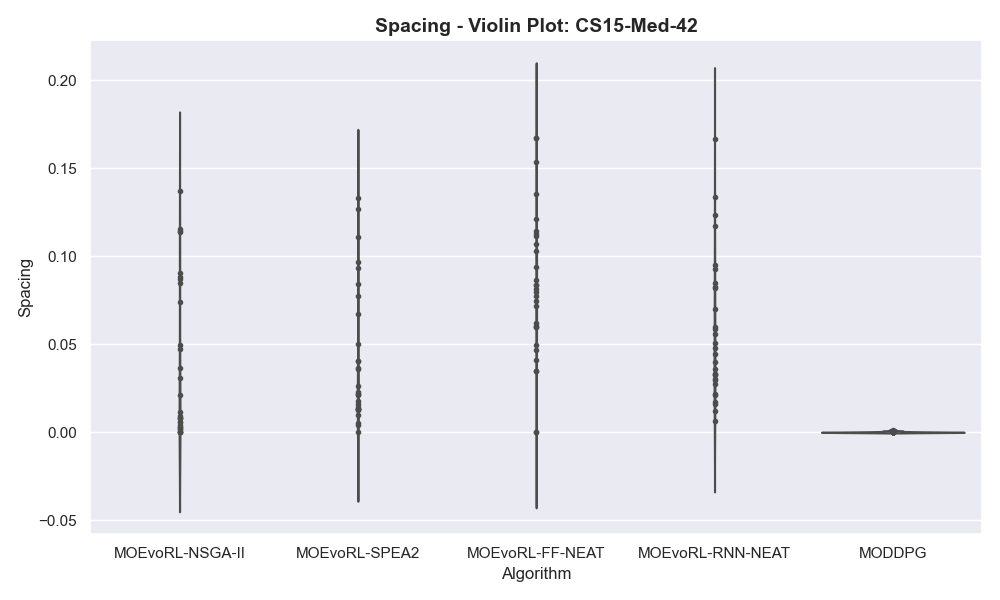 Spacing - Violin Plot: CS15-Med-42
Spacing
0.20
0.15
0.10
0.05
0.00
−0.05
MOEvoRL-NSGA-II
MOEvoRL-SPEA2
MOEvoRL-FF-NEAT
MOEvoRL-RNN-NEAT
MODDPG
Algorithm